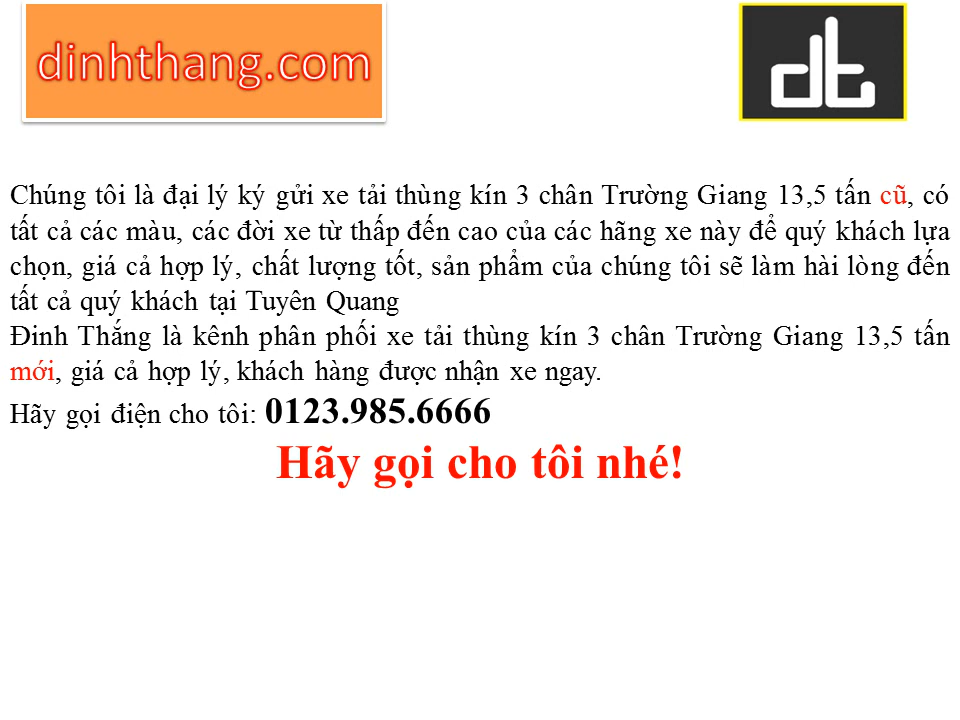 dinhthang.com
dt
Chúng tôi là đại lý ký gửi xe tải thùng kín 3 chân Trường Giang 13,5 tấn cũ, có
tất cả các màu, các đời xe từ thấp đến cao của các hãng xe này để quý khách lựa
chọn, giá cả hợp lý, chất lượng tốt, sản phẩm của chúng tôi sẽ làm hài lòng đến
tất cả quý khách tại Tuyên Quang
Đinh Thắng là kênh phân phối xe tải thùng kín 3 chân Trường Giang 13,5 tấn
mới, giá cả hợp lý, khách hàng được nhận xe ngay.
Hãy gọi điện cho tôi: 0123.985.6666
Hãy gọi cho tôi nhé!